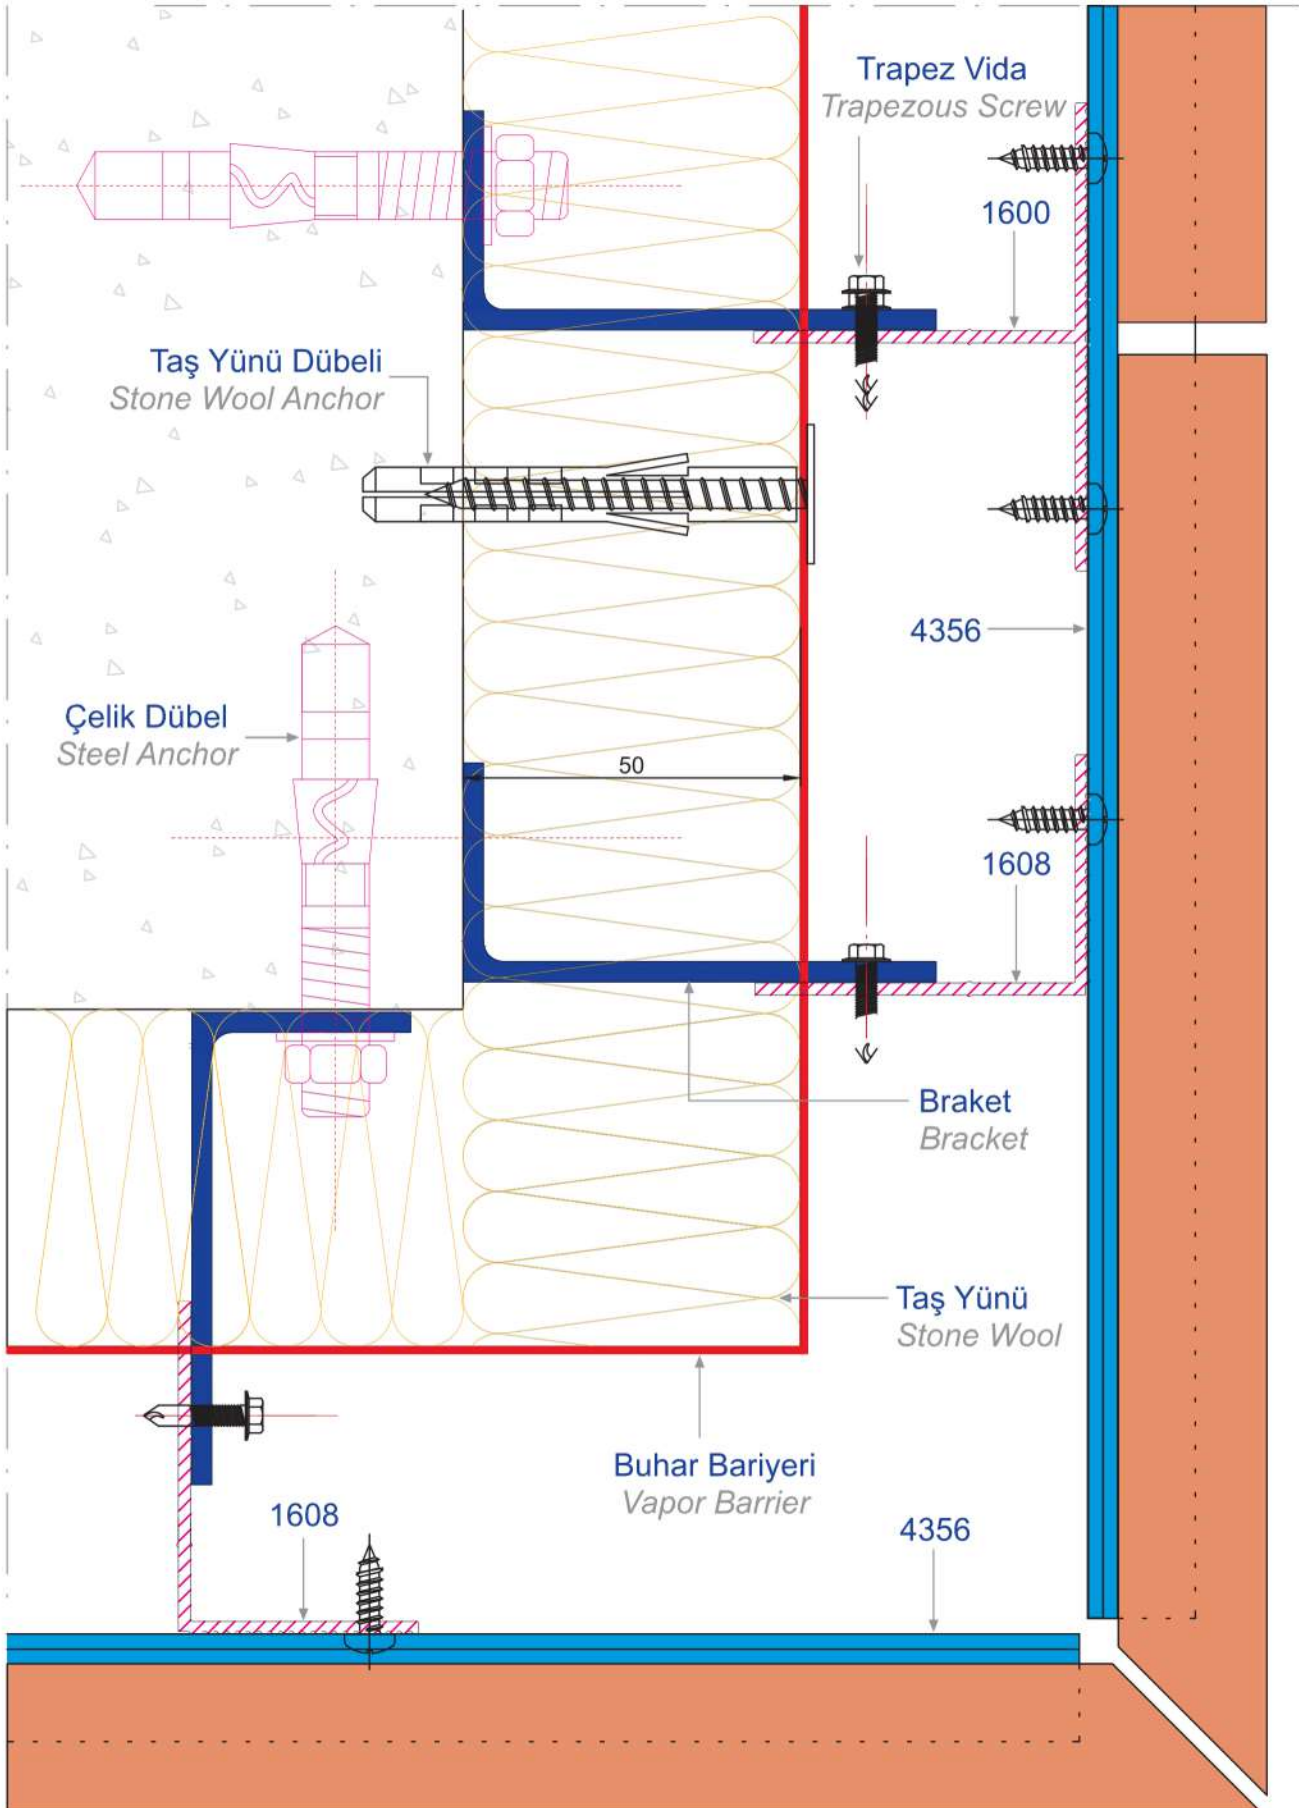 Trapez Vida
Trapezous Screw
1600
Taş Yünü Dübeli
Stone Wool Anchor
4356
Çelik Dübel
Steel Anchor
50
1608
Braket
Bracket
Taş Yünü
Stone Wool
Buhar Bariyeri
Vapor Barrier
1608
4356